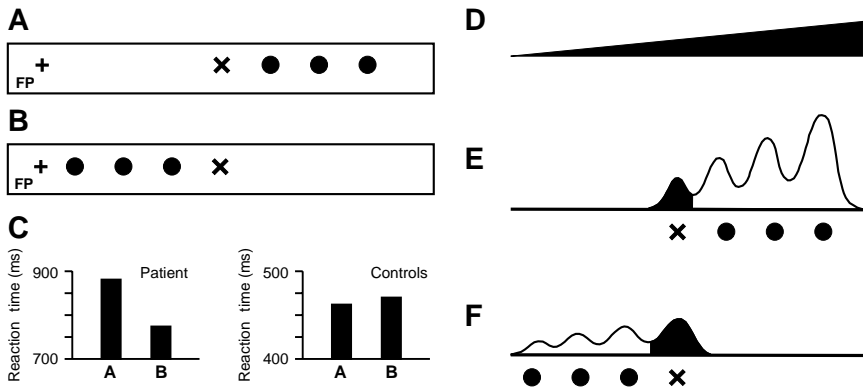 A
FP
B
FP
C
Reaction time (ms)
900
700
Patient
A B
Reaction time (ms)
500
400
Controls
A B
D
E
F